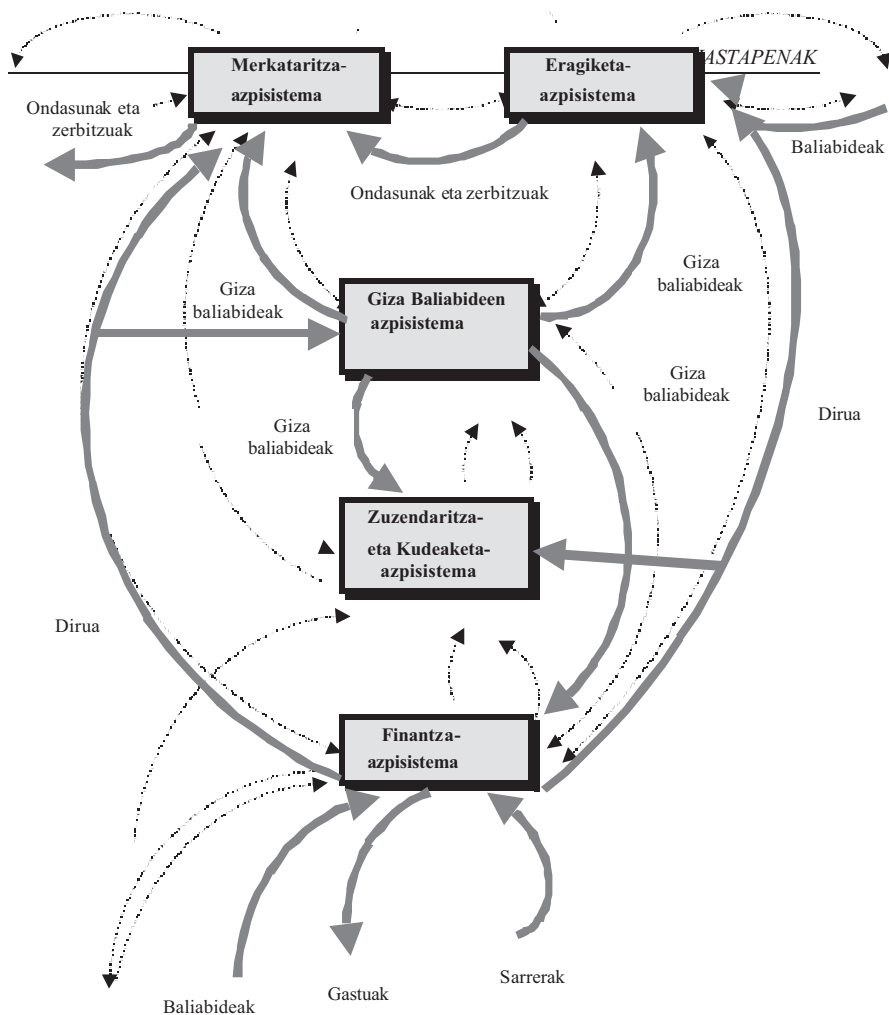 ASTAPENAK
Merkataritza-
azpisistema
Eragiketa-
azpisistema
Ondasunak eta
zerbitzuak
Baliabideak
Ondasunak eta zerbitzuak
Giza
baliabideak
Giza Baliabideen
azpisistema
Giza
baliabideak
Giza
baliabideak
Dirua
Giza
baliabideak
Zuzendaritza-
eta Kudeaketa-
azpisistema
Dirua
Finantza-
azpisistema
Baliabideak
Gastuak
Sarrerak